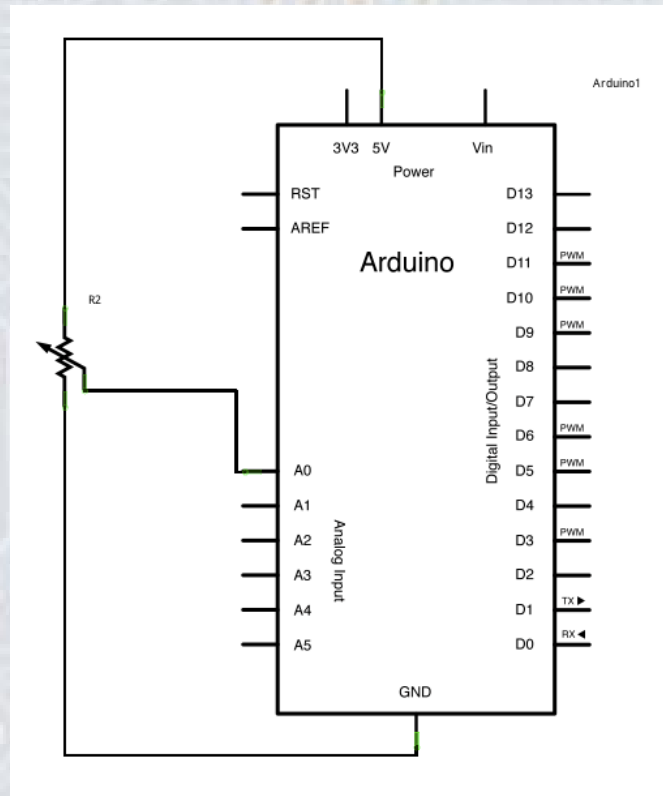 Arduino1
3V3 5V Vin
Power
RST D13
AREF D12
Arduino D11 PWM
R2 D10 PWM
D9 PWM
D8
D7
Digital Input/Output
D6 PWM
A0 D5 PWM
A1 D4
A2 D3 PWM
Analog Input
A3 D2
A4 D1 TX ▶
A5 D0 RX ◀
GND